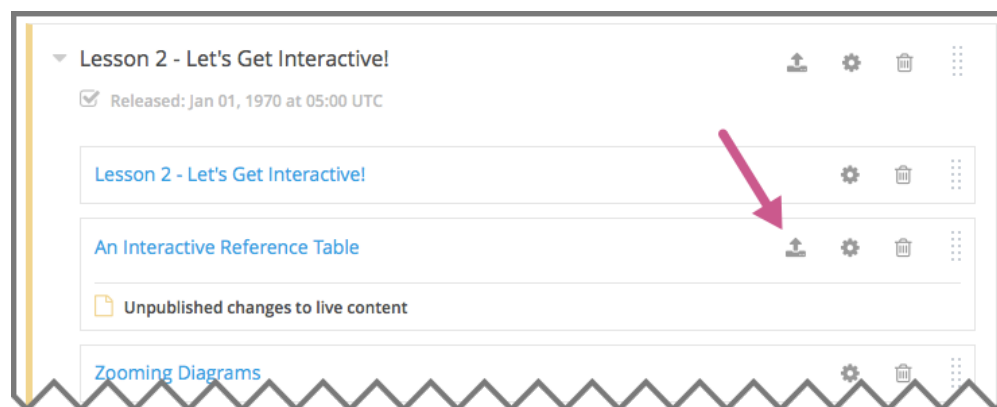 Lesson 2 - Let's Get Interactive!
Released: Jan 01, 1970 at 05:00 UTC
Lesson 2 - Let's Get Interactive!
An Interactive Reference Table
Unpublished changes to live content
Zooming Diagrams